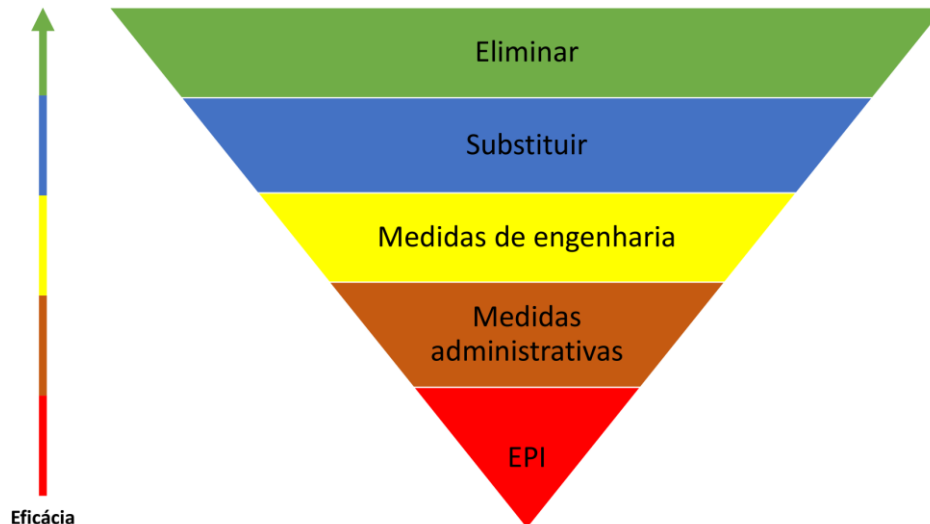 Eliminar
Substituir
Medidas de engenharia
Medidas
administrativas
EPI
Eficácia